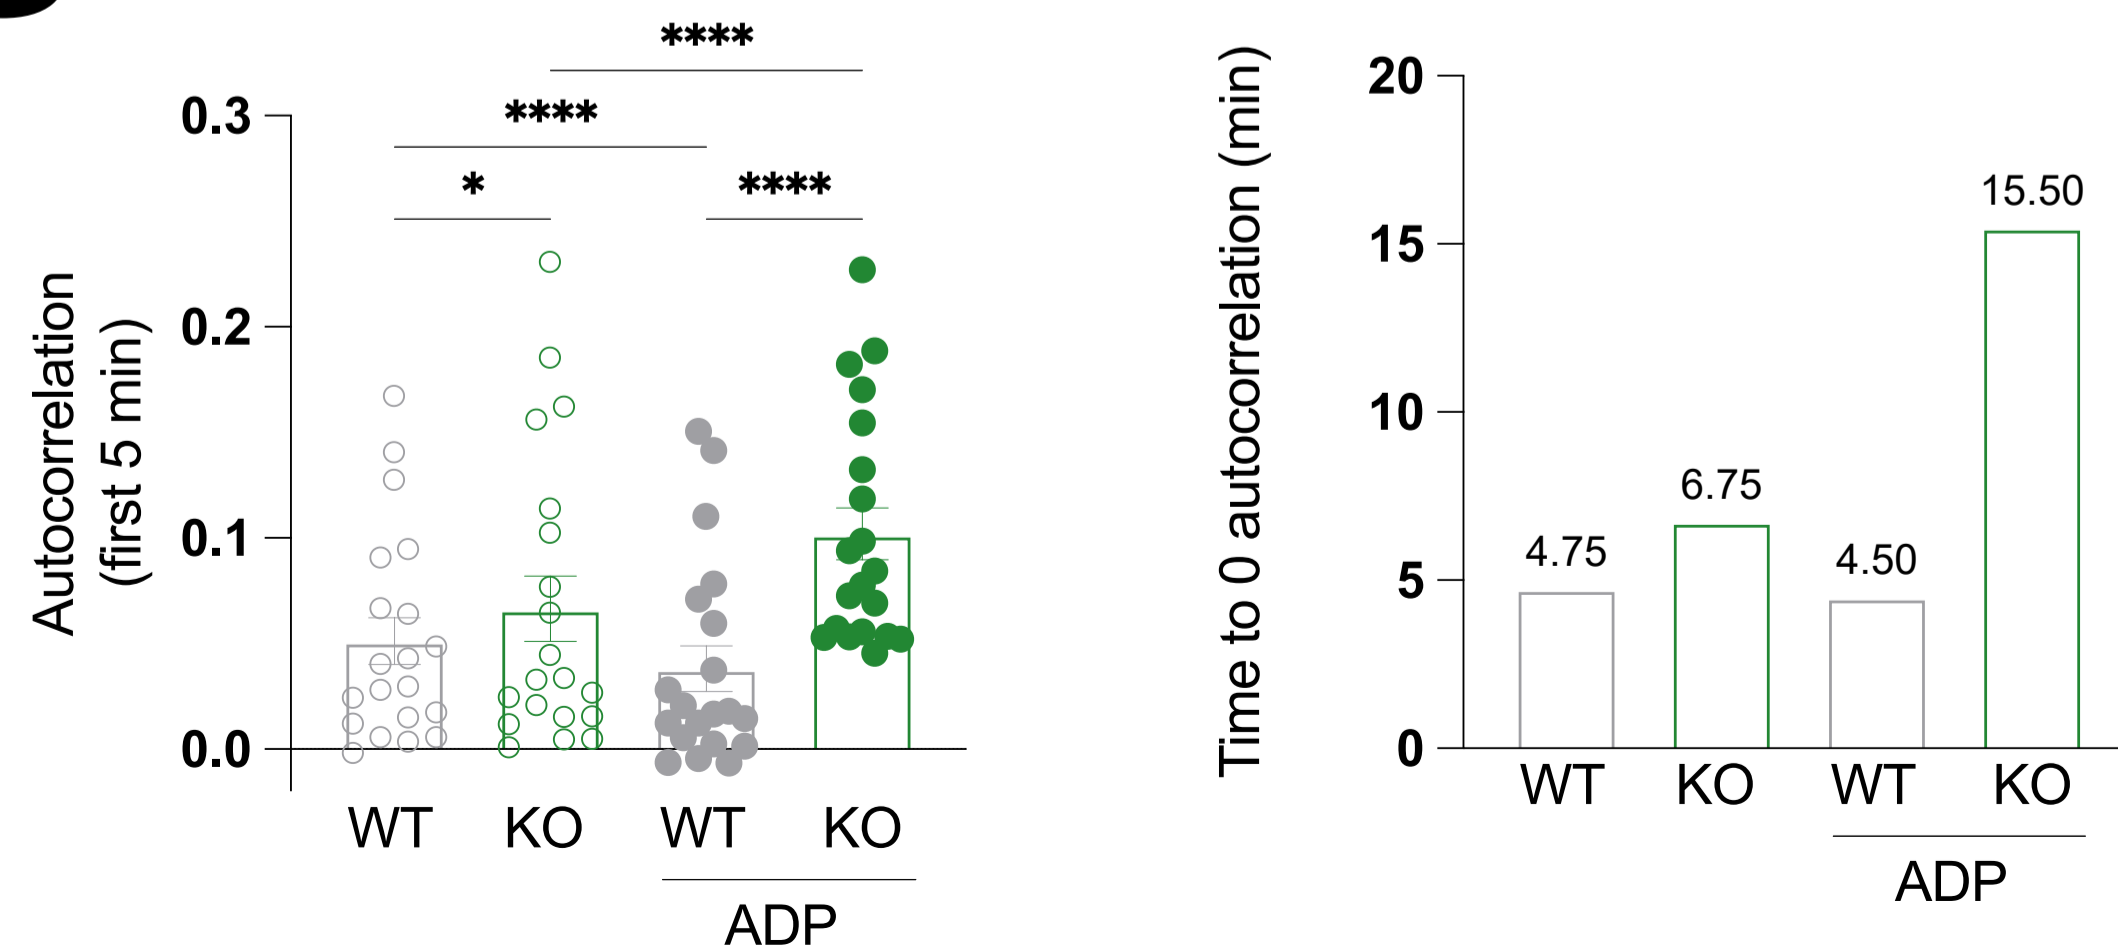 ****
****
*
****
Autocorrelation
(first 5 min)
0.3
0.2
0.1
0.0
WT KO WT KO
ADP
Time to 0 autocorrelation (min)
20
15
10
5
0
4.75
6.75
4.50
15.50
WT KO WT KO
ADP